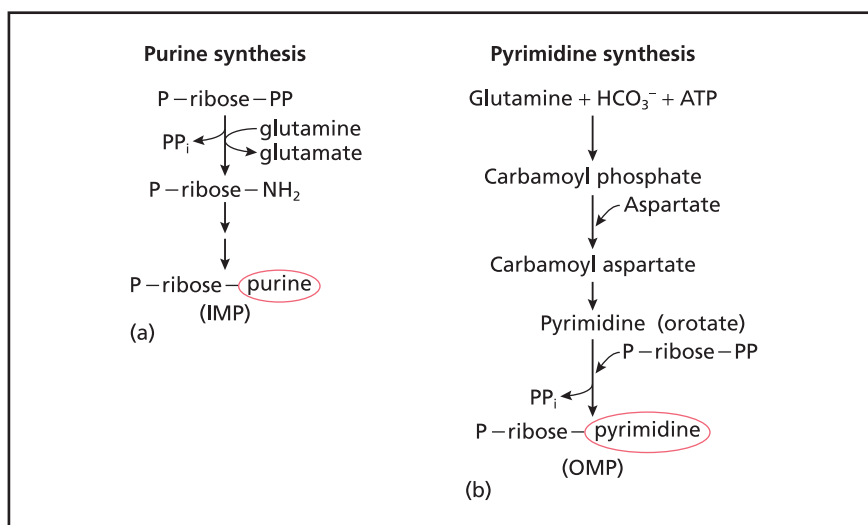 Purine synthesis
P–ribose–PP
PPᵢ
glutamine
glutamate
P–ribose–NH₂
P–ribose–purine
(IMP)
(a)
Pyrimidine synthesis
Glutamine + HCO₃⁻ + ATP
Carbamoyl phosphate
Aspartate
Carbamoyl aspartate
Pyrimidine (orotate)
P–ribose–PP
PPᵢ
P–ribose–pyrimidine
(OMP)
(b)